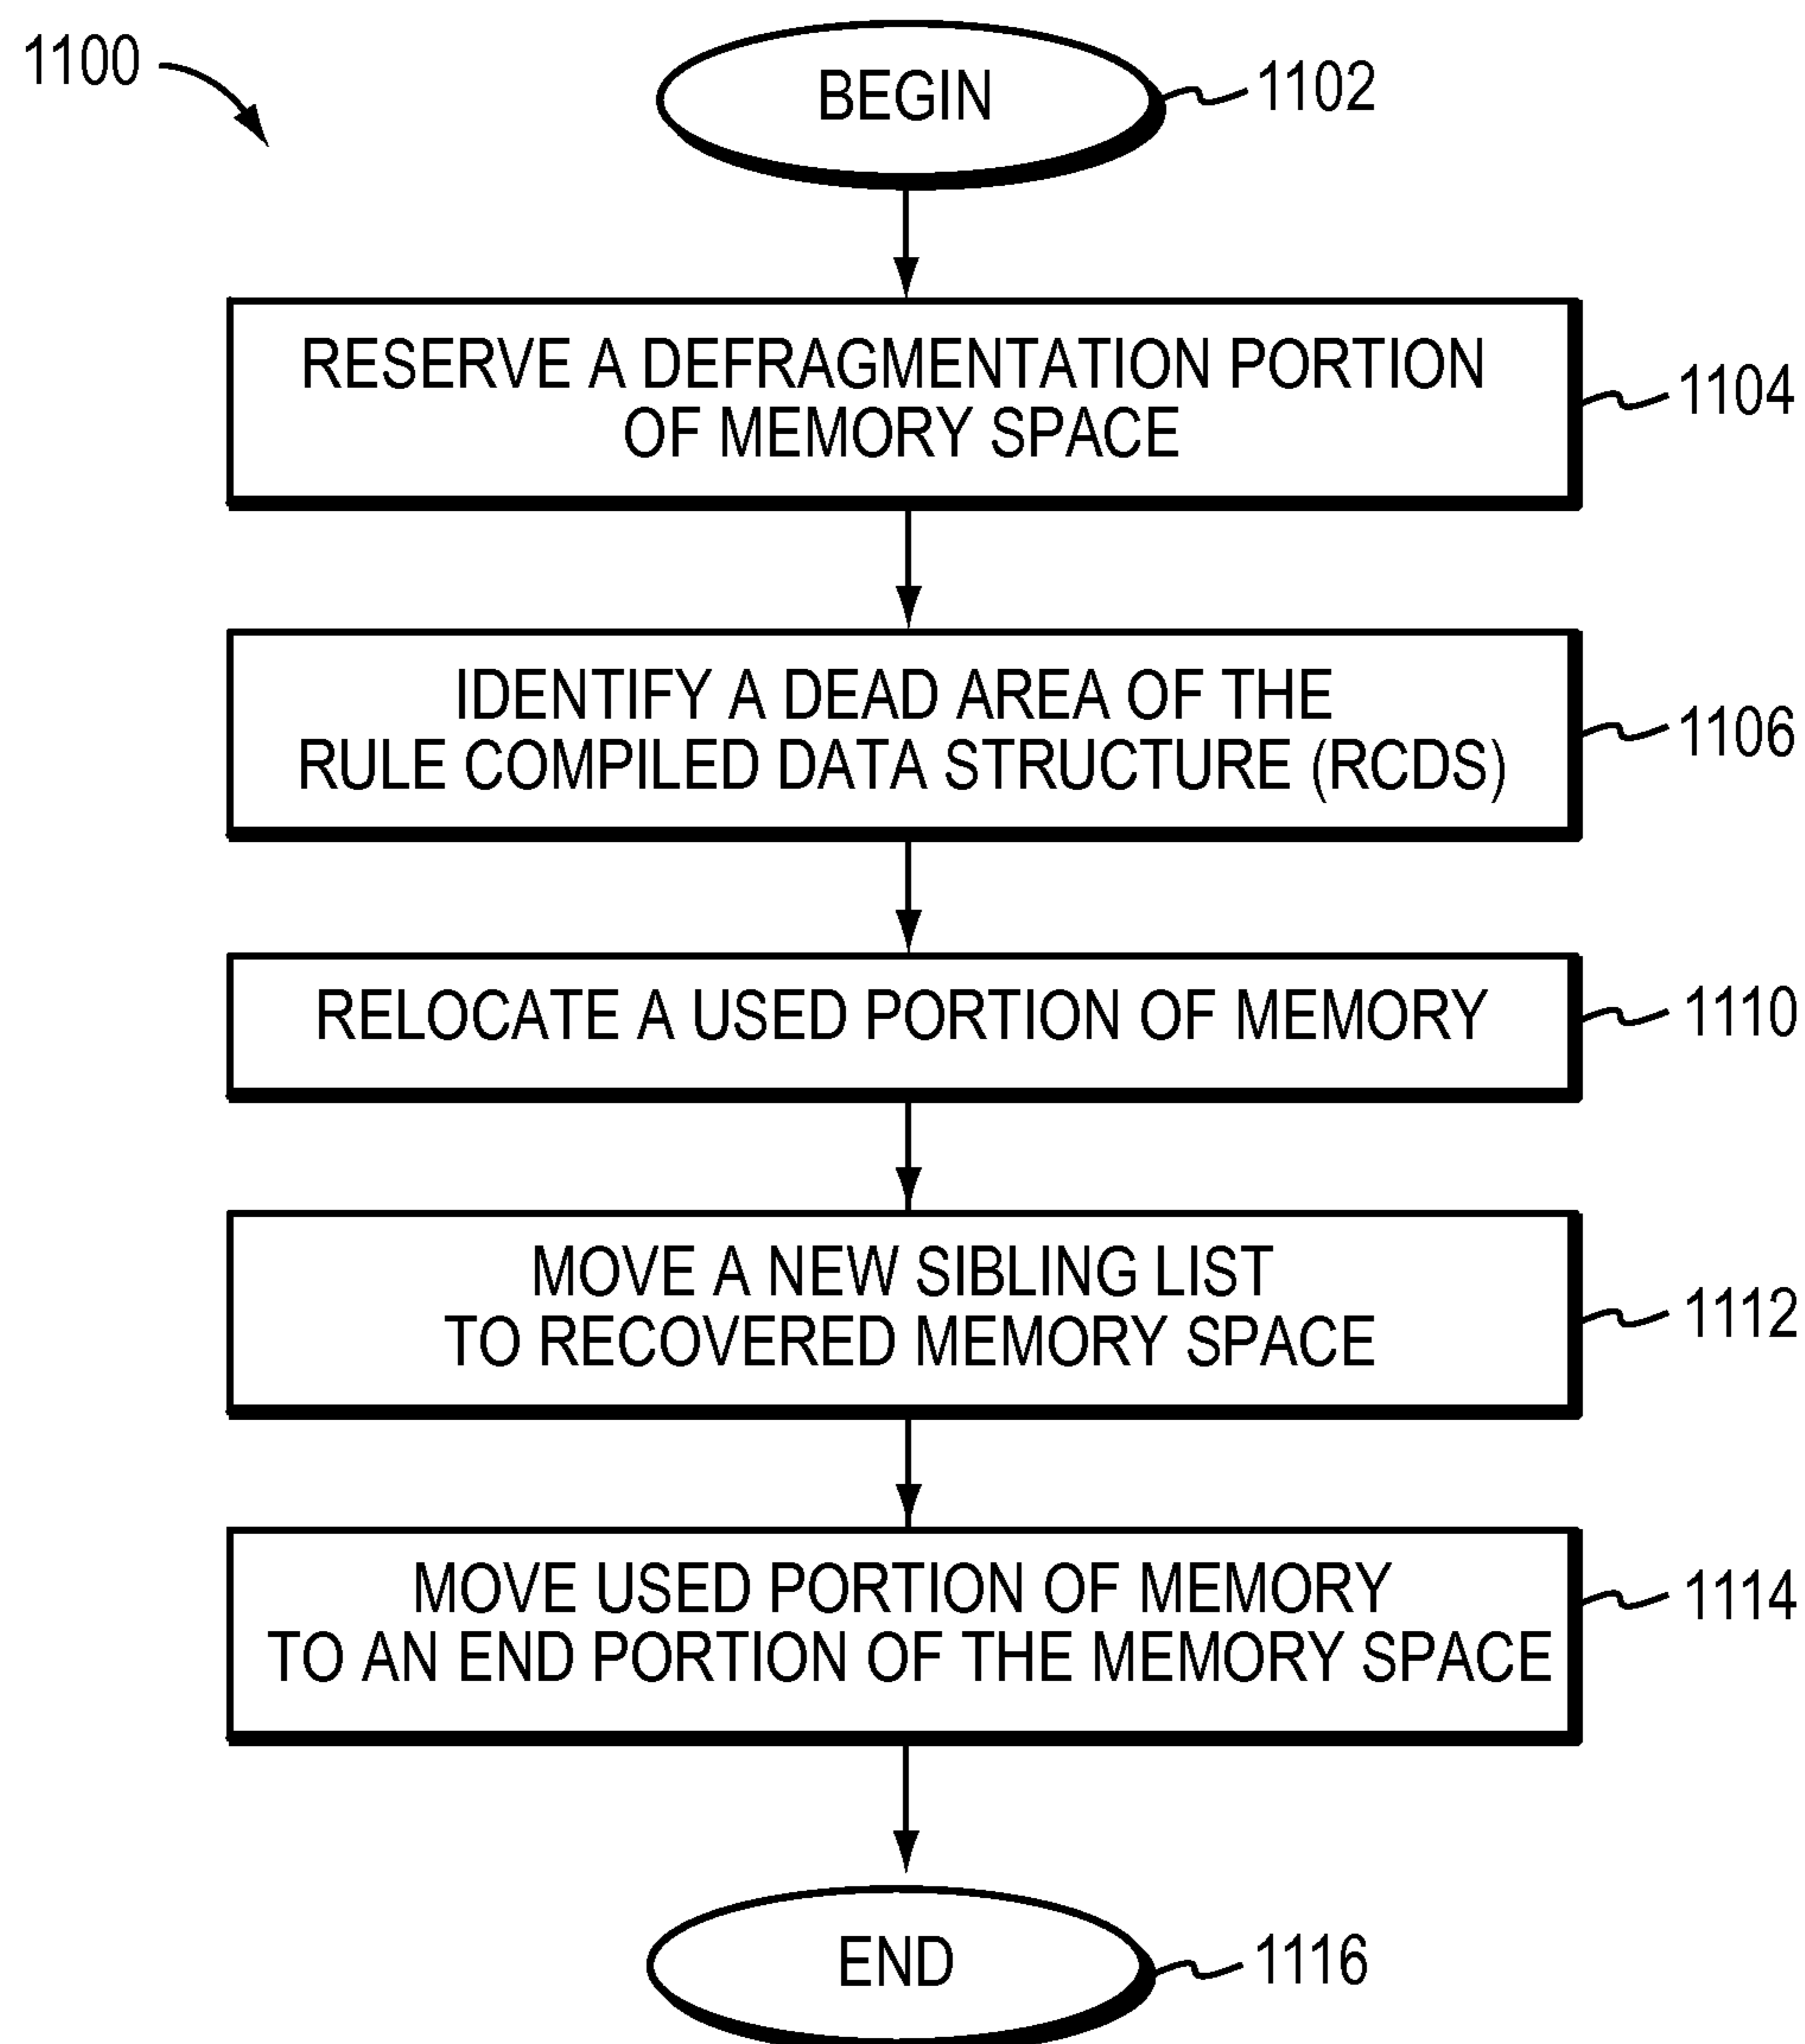 1100
BEGIN
1102
RESERVE A DEFRAGMENTATION PORTION
OF MEMORY SPACE
1104
IDENTIFY A DEAD AREA OF THE
RULE COMPILED DATA STRUCTURE (RCDS)
1106
RELOCATE A USED PORTION OF MEMORY
1110
MOVE A NEW SIBLING LIST
TO RECOVERED MEMORY SPACE
1112
MOVE USED PORTION OF MEMORY
TO AN END PORTION OF THE MEMORY SPACE
1114
END
1116